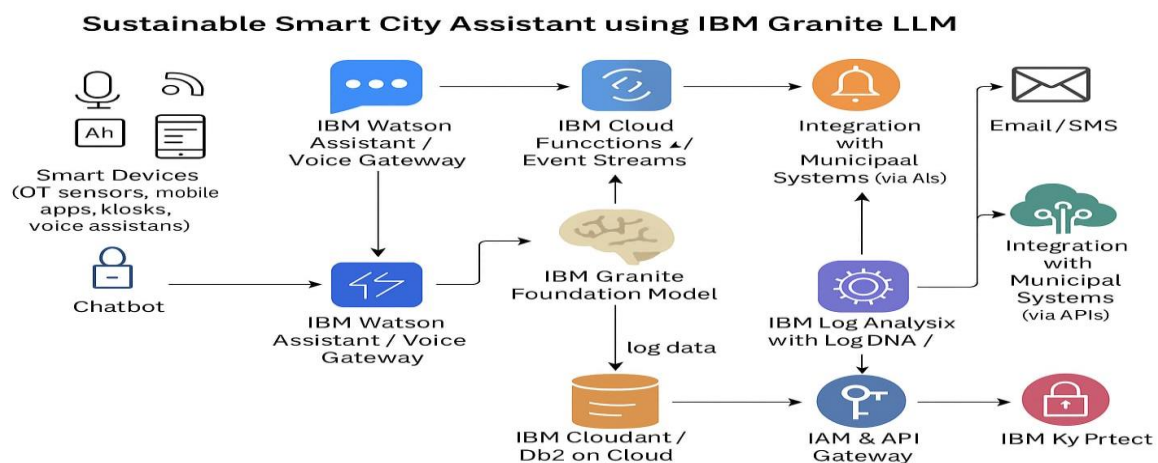 Sustainable Smart City Assistant using IBM Granite LLM
Ah
Smart Devices
(OT sensors, mobile
apps, klosks,
voice assistans)
Chatbot
IBM Watson
Assistant /
Voice Gateway
IBM Watson
Assistant / Voice
Gateway
IBM Cloud
Funcctions /
Event Streams
IBM Granite
Foundation Model
log data
IBM Cloudant /
Db2 on Cloud
Integration
with
Municipaal
Systems (via AIs)
IBM Log Analysix
with Log DNA /
IAM & API
Gateway
Email / SMS
Integration
with
Municipal
Systems
(via APIs)
IBM Ky Prtect